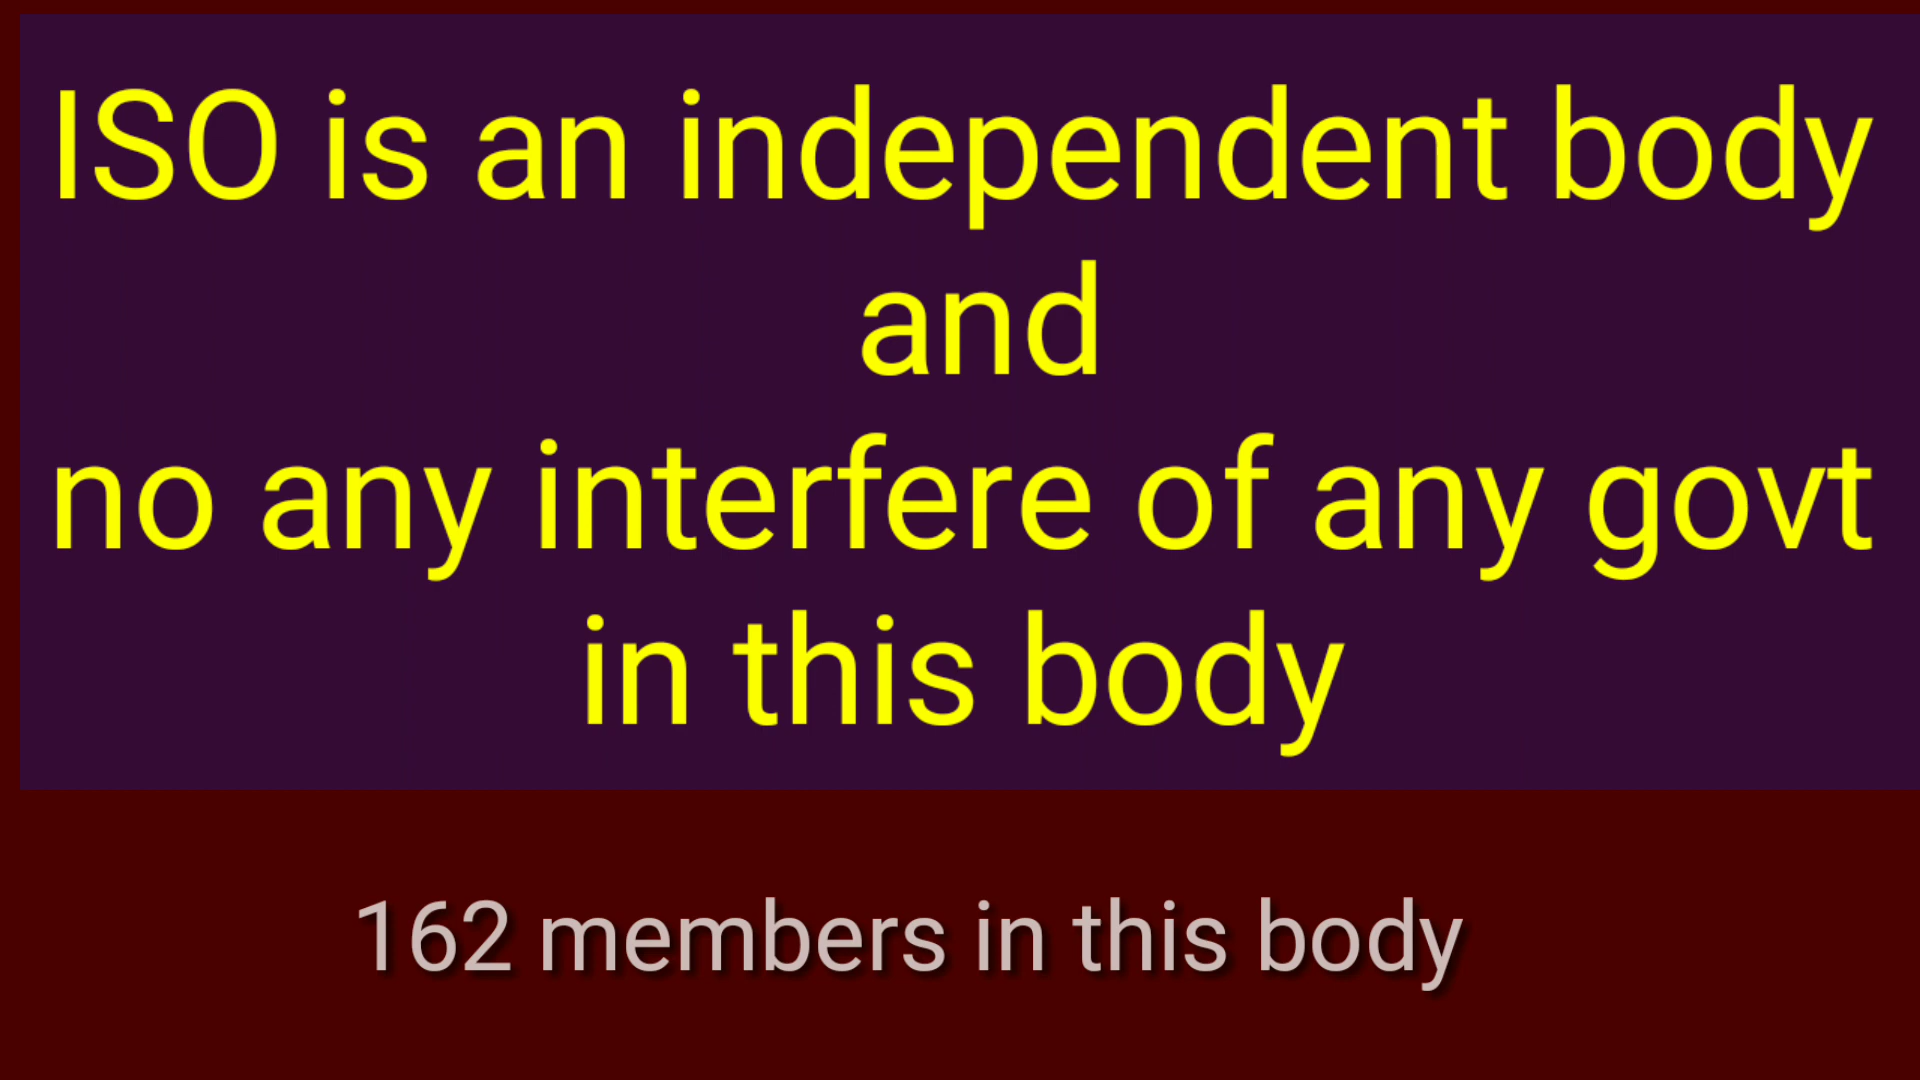 ISO is an independent body
and
no any interfere of any govt
in this body
162 members in this body